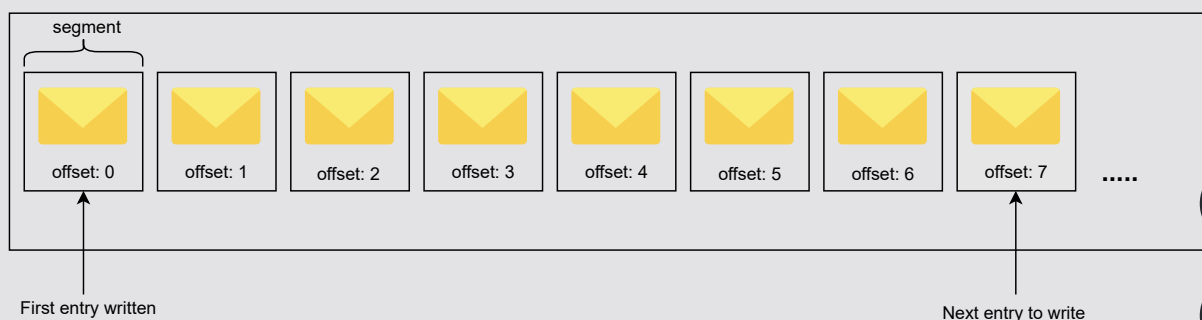 segment
offset: 0
offset: 1
offset: 2
offset: 3
offset: 4
offset: 5
offset: 6
offset: 7
.....
First entry written
Next entry to write